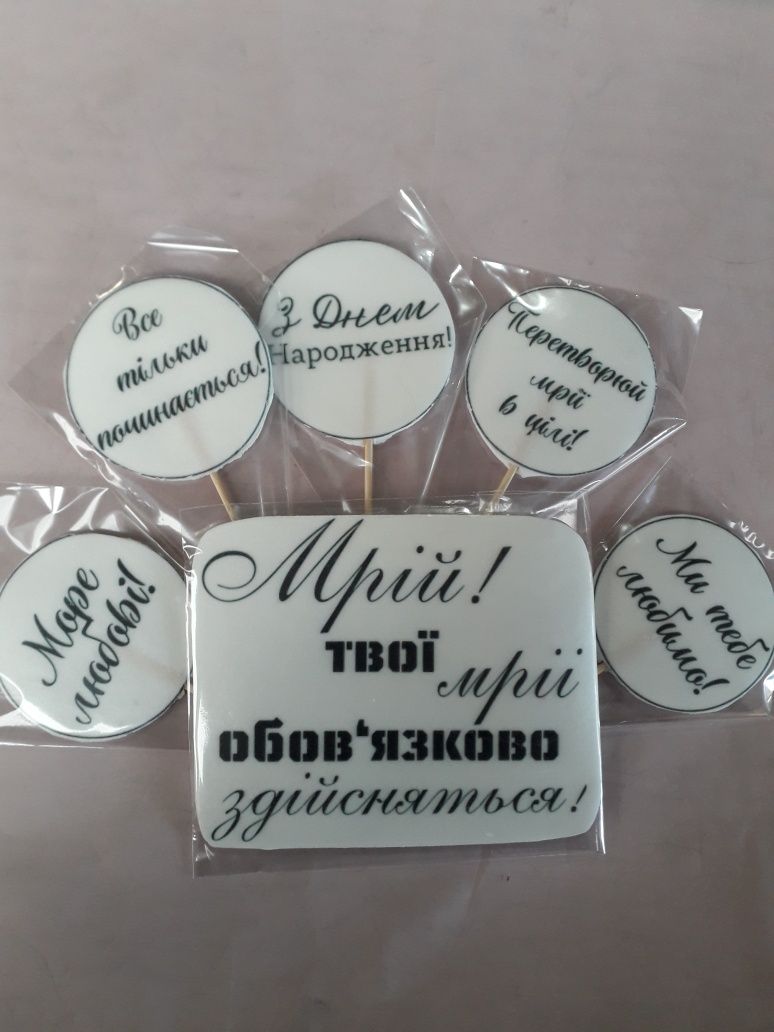 Все
тільки
починається!
З Днем
Народження!
Перетворюй
мрії
в цілі!
Море
любові!
Ми тебе
любимо!
Мрій!
твої
мрії
обов'язково
здійсняться!